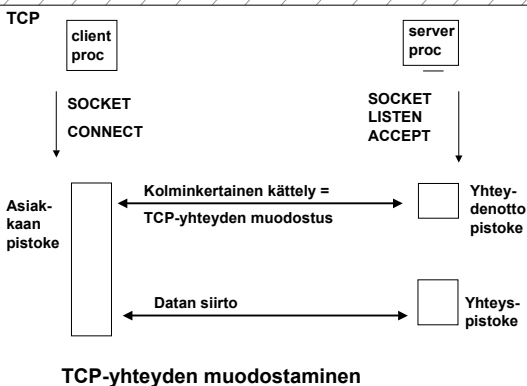 TCP
client
proc
server
proc
SOCKET
CONNECT
SOCKET
LISTEN
ACCEPT
Asiak-
kaan
pistoke
Kolminkertainen kättely =
TCP-yhteyden muodostus
Yhtey-
denotto
pistoke
Datan siirto
Yhteys-
pistoke
TCP-yhteyden muodostaminen